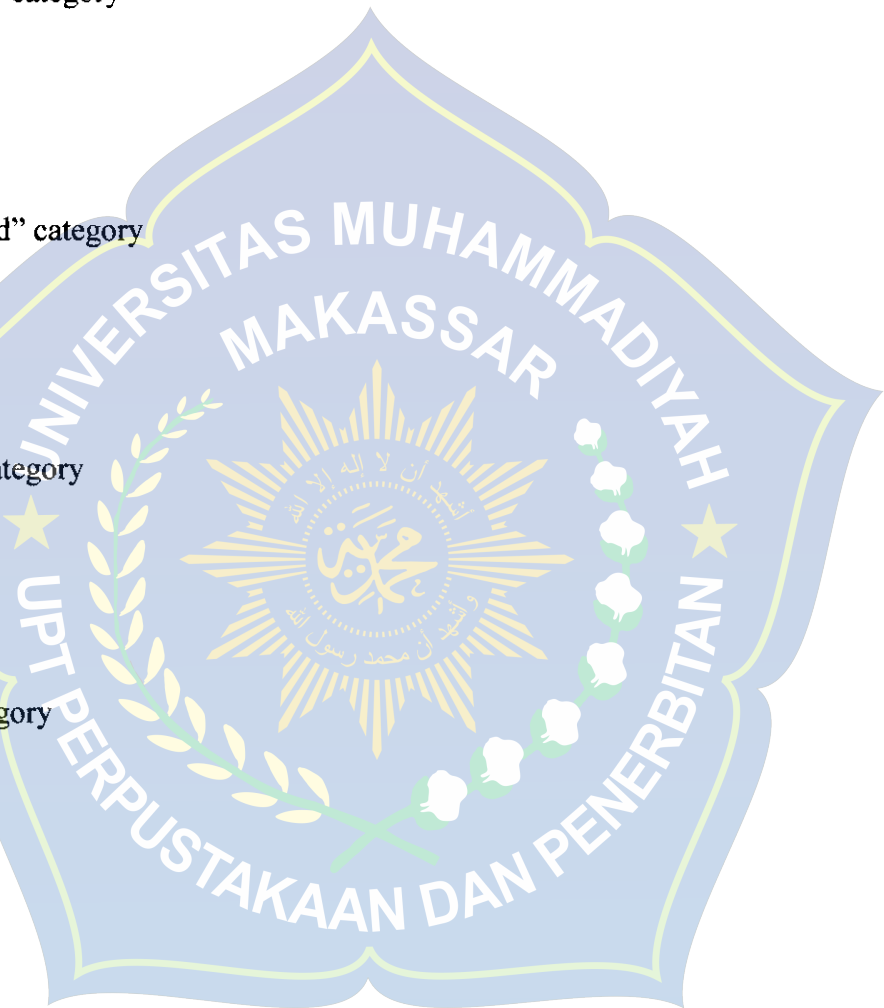 category
d” category
ategory
gory
UNIVERSITAS MUHAMMADIYAH
MAKASSAR
أشهد أن لا إله إلا الله
محمدية
وأشهد أن محمد رسول الله
UPT PERPUSTAKAAN DAN PENERBITAN